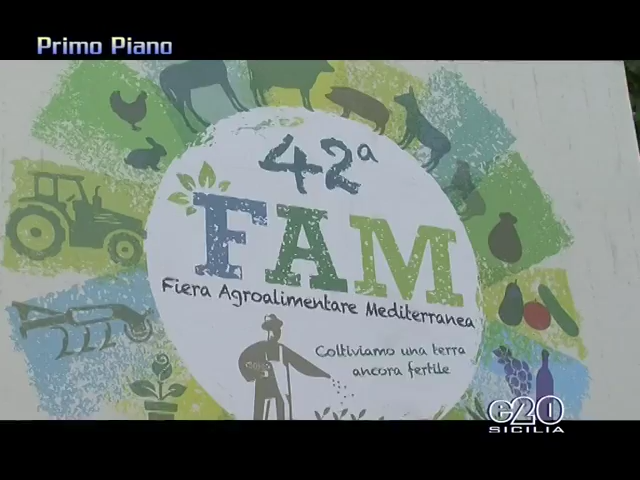 Primo Piano
42ª
FAM
Fiera Agroalimentare Mediterranea
Coltiviamo una terra
ancora fertile
e20
SICILIA